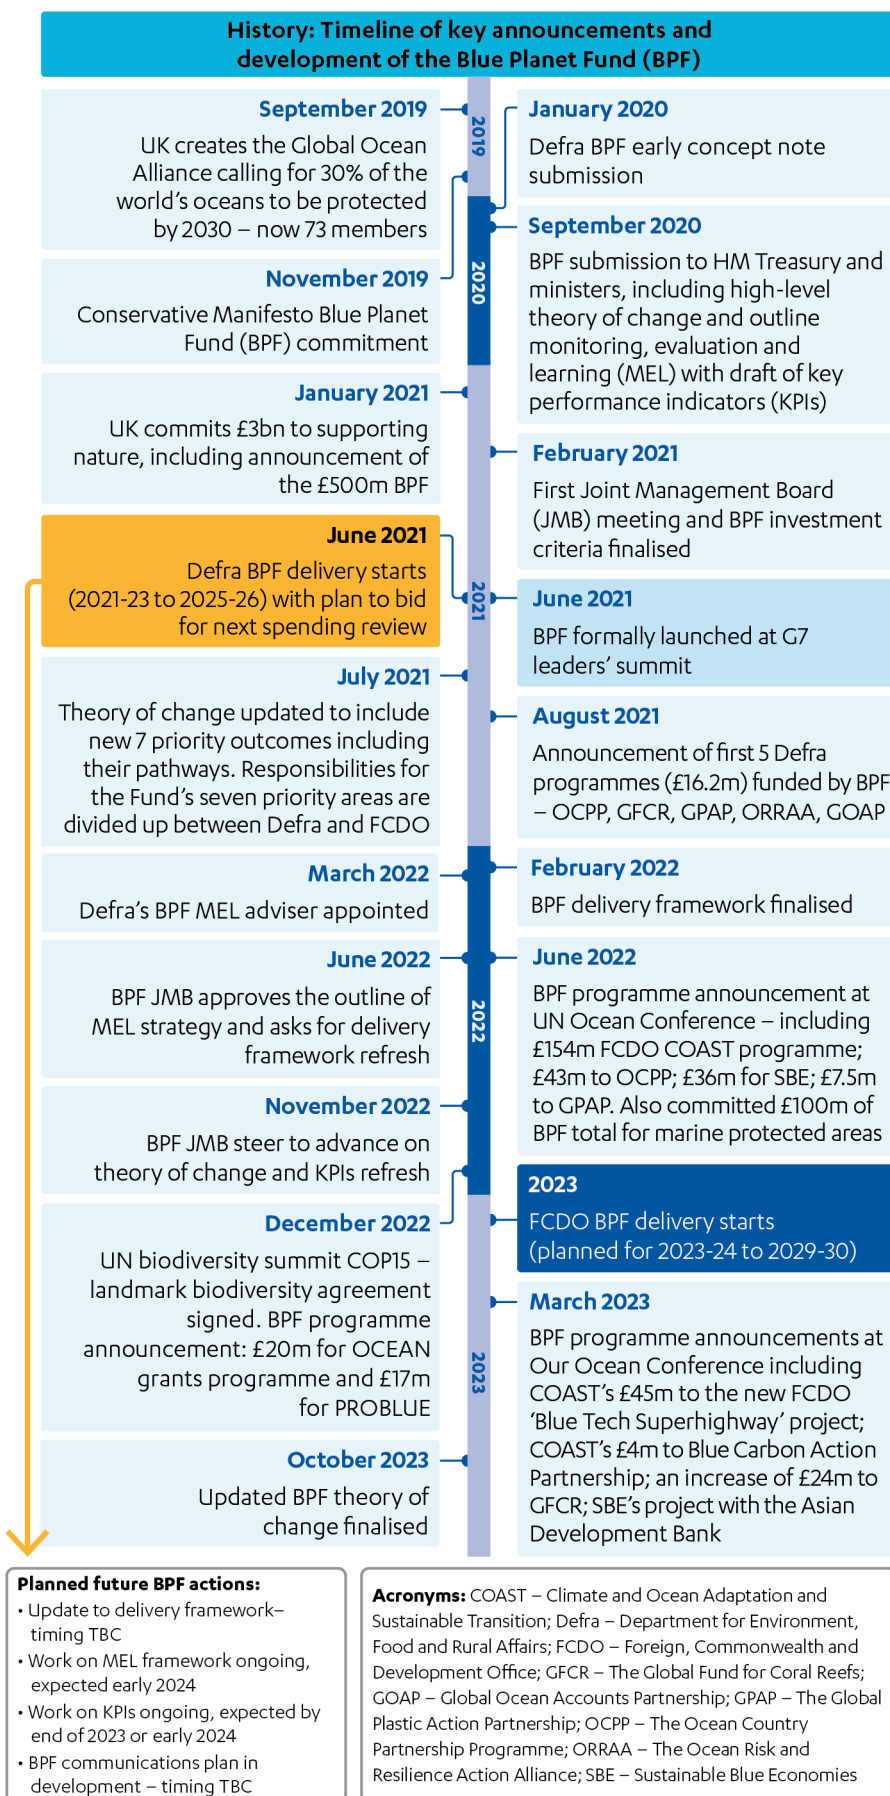 History: Timeline of key announcements and
development of the Blue Planet Fund (BPF)
September 2019
UK creates the Global Ocean
Alliance calling for 30% of the
world's oceans to be protected
by 2030 – now 73 members
November 2019
Conservative Manifesto Blue Planet
Fund (BPF) commitment
January 2021
UK commits £3bn to supporting
nature, including announcement of
the £500m BPF
June 2021
Defra BPF delivery starts
(2021-23 to 2025-26) with plan to bid
for next spending review
July 2021
Theory of change updated to include
new 7 priority outcomes including
their pathways. Responsibilities for
the Fund's seven priority areas are
divided up between Defra and FCDO
March 2022
Defra's BPF MEL adviser appointed
June 2022
BPF JMB approves the outline of
MEL strategy and asks for delivery
framework refresh
November 2022
BPF JMB steer to advance on
theory of change and KPIs refresh
December 2022
UN biodiversity summit COP15 –
landmark biodiversity agreement
signed. BPF programme
announcement: £20m for OCEAN
grants programme and £17m
for PROBLUE
October 2023
Updated BPF theory of
change finalised
2019
2020
2021
2022
2023
January 2020
Defra BPF early concept note
submission
September 2020
BPF submission to HM Treasury and
ministers, including high-level
theory of change and outline
monitoring, evaluation and
learning (MEL) with draft of key
performance indicators (KPIs)
February 2021
First Joint Management Board
(JMB) meeting and BPF investment
criteria finalised
June 2021
BPF formally launched at G7
leaders' summit
August 2021
Announcement of first 5 Defra
programmes (£16.2m) funded by BPF
– OCPP, GFCR, GPAP, ORRAA, GOAP
February 2022
BPF delivery framework finalised
June 2022
BPF programme announcement at
UN Ocean Conference – including
£154m FCDO COAST programme;
£43m to OCPP; £36m for SBE; £7.5m
to GPAP. Also committed £100m of
BPF total for marine protected areas
2023
FCDO BPF delivery starts
(planned for 2023-24 to 2029-30)
March 2023
BPF programme announcements at
Our Ocean Conference including
COAST's £45m to the new FCDO
'Blue Tech Superhighway' project;
COAST's £4m to Blue Carbon Action
Partnership; an increase of £24m to
GFCR; SBE's project with the Asian
Development Bank
Planned future BPF actions:
• Update to delivery framework–
timing TBC
• Work on MEL framework ongoing,
expected early 2024
• Work on KPIs ongoing, expected by
end of 2023 or early 2024
• BPF communications plan in
development – timing TBC
Acronyms: COAST – Climate and Ocean Adaptation and
Sustainable Transition; Defra – Department for Environment,
Food and Rural Affairs; FCDO – Foreign, Commonwealth and
Development Office; GFCR – The Global Fund for Coral Reefs;
GOAP – Global Ocean Accounts Partnership; GPAP – The Global
Plastic Action Partnership; OCPP – The Ocean Country
Partnership Programme; ORRAA – The Ocean Risk and
Resilience Action Alliance; SBE – Sustainable Blue Economies